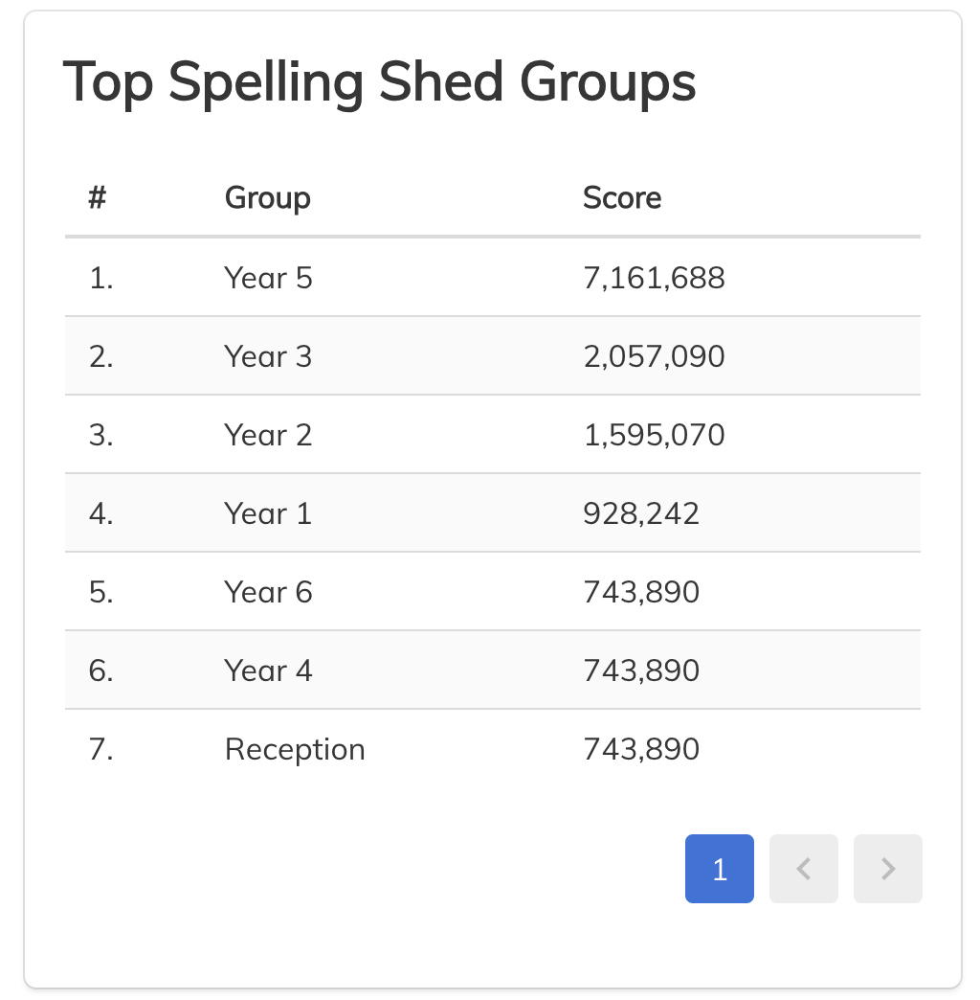 Top Spelling Shed Groups
# Group Score
1. Year 5 7,161,688
2. Year 3 2,057,090
3. Year 2 1,595,070
4. Year 1 928,242
5. Year 6 743,890
6. Year 4 743,890
7. Reception 743,890
1